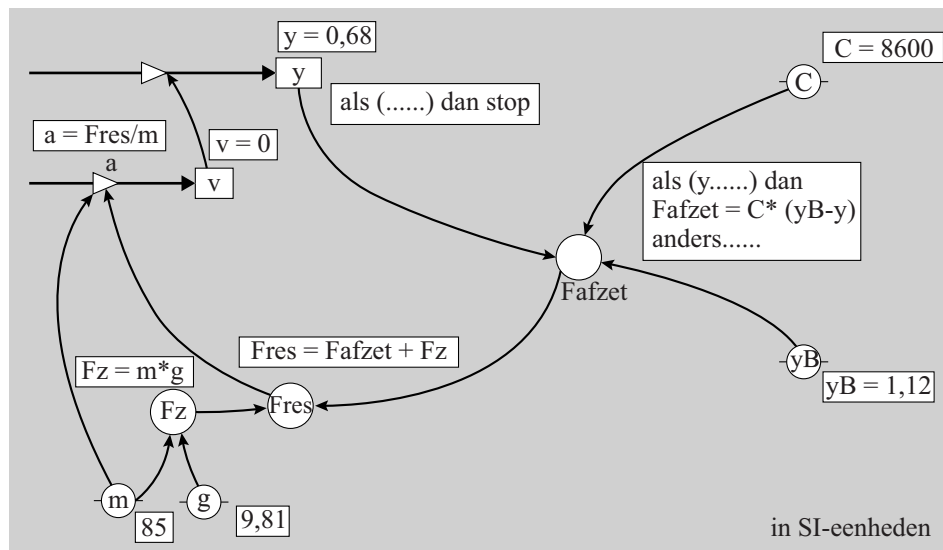 y = 0,68
C = 8600
y
C
als (......) dan stop
a = Fres/m
v = 0
a
v
als (y......) dan
Fafzet = C* (yB-y)
anders......
Fafzet
Fres = Fafzet + Fz
Fz = m*g
yB
yB = 1,12
Fz
Fres
m
g
85
9,81
in SI-eenheden